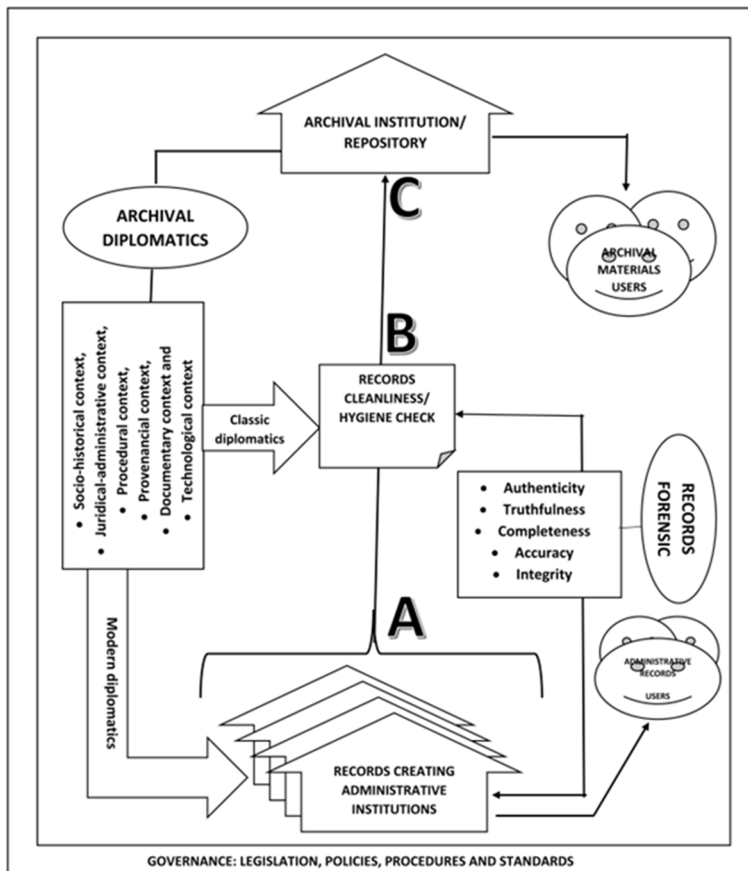 ARCHIVAL INSTITUTION/
REPOSITORY
C
ARCHIVAL
DIPLOMATICS
ARCHIVAL
MATERIALS
USERS
B
• Socio-historical context,
• Juridical-administrative context,
• Procedural context,
• Provenancial context,
• Documentary context and
• Technological context
Classic
diplomatics
RECORDS
CLEANLINESS/
HYGIENE CHECK
• Authenticity
• Truthfulness
• Completeness
• Accuracy
• Integrity
RECORDS
FORENSIC
A
Modern diplomatics
ADMINISTRATIVE
RECORDS
USERS
RECORDS CREATING
ADMINISTRATIVE
INSTITUTIONS
GOVERNANCE: LEGISLATION, POLICIES, PROCEDURES AND STANDARDS